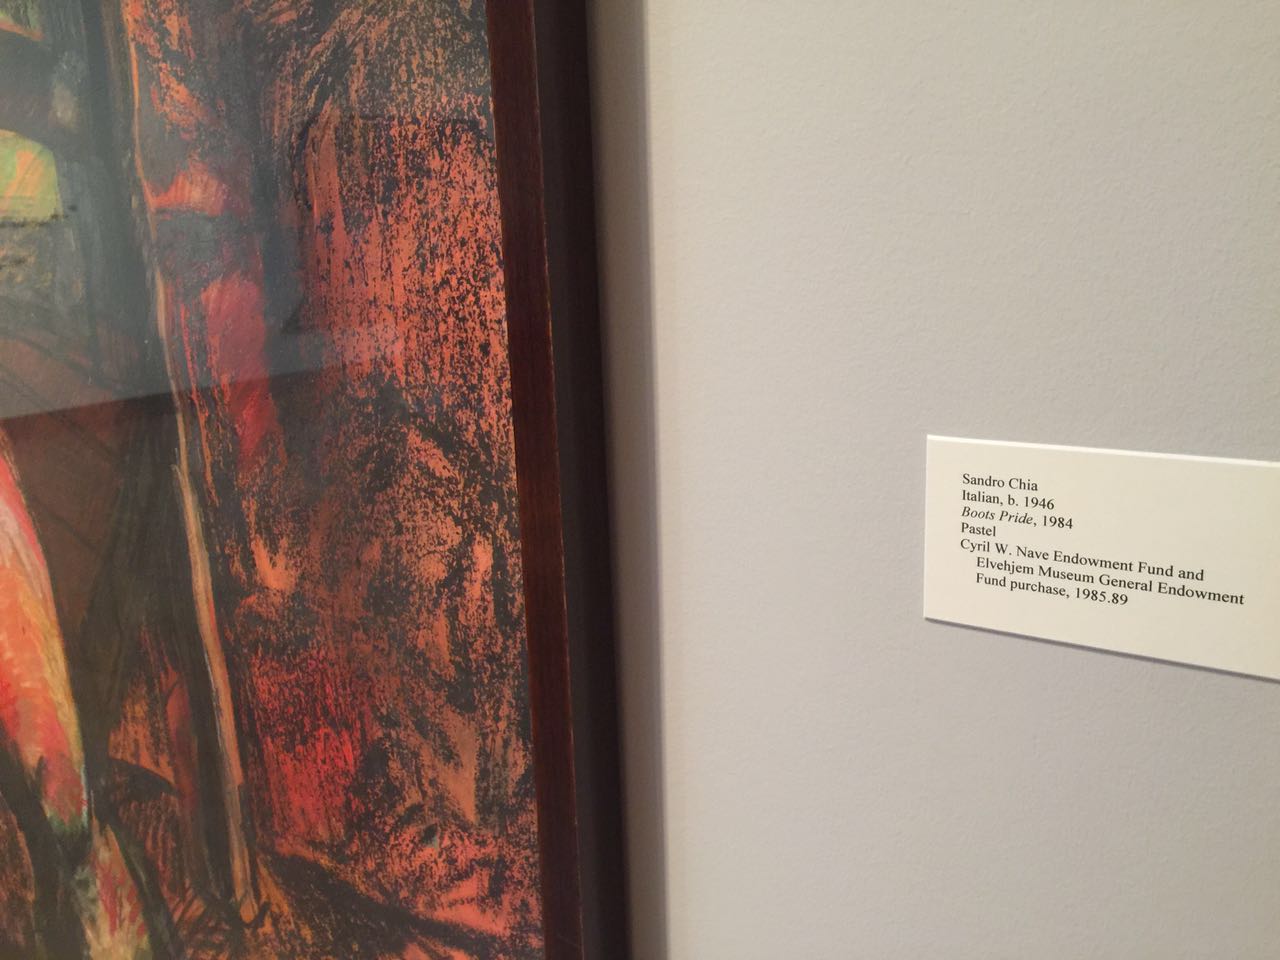 Sandro Chia
Italian, b. 1946
Boots Pride, 1984
Pastel
Cyril W. Nave Endowment Fund and
Elvehjem Museum General Endowment
Fund purchase, 1985.89